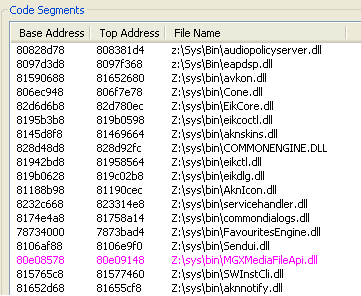 Code Segments
Base Address Top Address File Name
80828d78 808381d4 z:\Sys\Bin\audiopolicyserver.dll
8097d3d8 8097f368 z:\Sys\Bin\eapdsp.dll
81590688 81652680 Z:\sys\bin\avkon.dll
806ec948 806f7e78 Z:\sys\bin\Cone.dll
82d6d6b8 82d780ec Z:\sys\bin\EikCore.dll
8195b3b8 819b0598 Z:\sys\bin\eikcoctl.dll
8145d8f8 81469664 Z:\sys\bin\aknskins.dll
828d48d8 828d92fc Z:\sys\bin\COMMONENGINE.DLL
81942bd8 81958564 Z:\sys\bin\eikctl.dll
819b0628 819c02b8 Z:\sys\bin\eikdlg.dll
81188b98 81190cec Z:\sys\bin\AknIcon.dll
8232c668 823314e8 Z:\sys\bin\servicehandler.dll
8174e4a8 81758a14 Z:\sys\bin\commondialogs.dll
78734000 7873bad4 Z:\sys\bin\FavouritesEngine.dll
8106af88 8106e9f0 Z:\sys\bin\Sendui.dll
80e08578 80e09148 Z:\sys\bin\MGXMediaFileApi.dll
815765c8 81577460 Z:\sys\bin\SWInstCli.dll
81652d68 81655cf8 Z:\sys\bin\aknnotify.dll